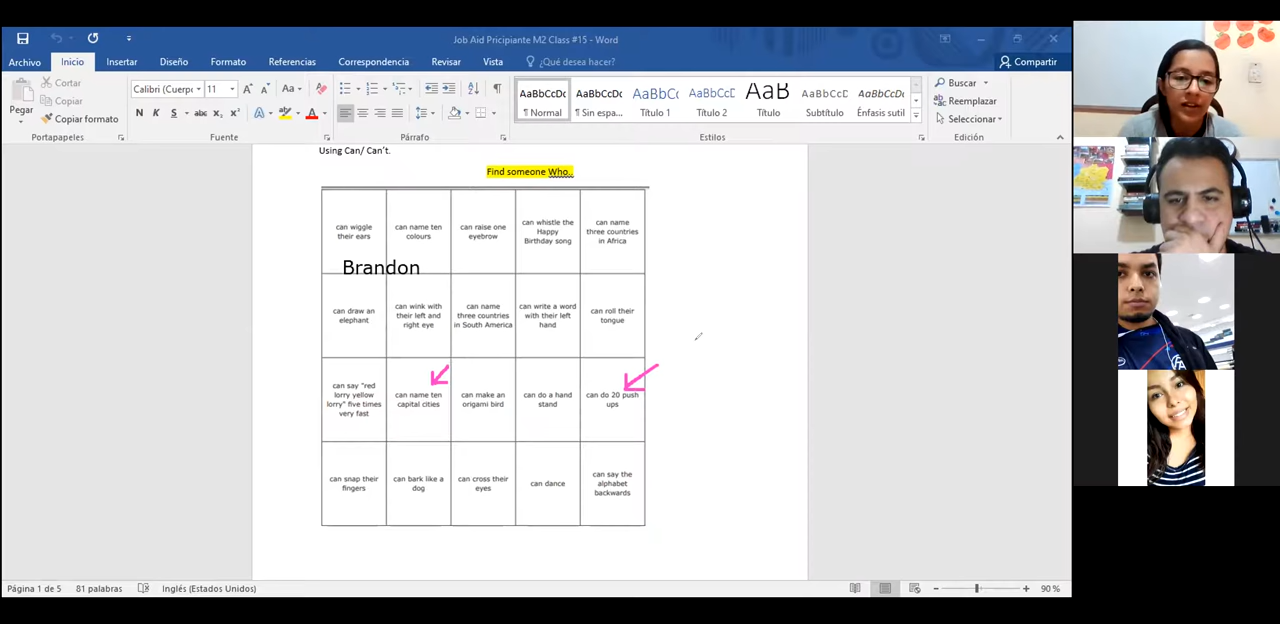 Job Aid Pricipiante M2 Class #15 - Word
Archivo Inicio Insertar Diseño Formato Referencias Correspondencia Revisar Vista ¿Qué desea hacer? Compartir
Pegar
Cortar
Copiar
Copiar formato
Portapapeles
Calibri (Cuerpo 11
N K S abc x₂ x²
Fuente
Párrafo
AaBbCcDc AaBbCcDc AaBbC AaBbCcC AaB AaBbCcD AaBbCcDc
¶ Normal ¶ Sin espa... Título 1 Título 2 Título Subtítulo Énfasis sutil
Estilos
Buscar
Reemplazar
Seleccionar
Edición
Using Can/ Can't.
Find someone Who..
can wiggle
their ears
can name ten
colours
can raise one
eyebrow
can whistle the
Happy
Birthday song
can name
three countries
in Africa
Brandon
can draw an
elephant
can wink with
their left and
right eye
can name
three countries
in South America
can write a word
with their left
hand
can roll their
tongue
can say "red
lorry yellow
lorry" five times
very fast
can name ten
capital cities
can make an
origami bird
can do a hand
stand
can do 20 push
ups
can snap their
fingers
can bark like a
dog
can cross their
eyes
can dance
can say the
alphabet
backwards
Página 1 de 5 81 palabras Inglés (Estados Unidos) 90 %